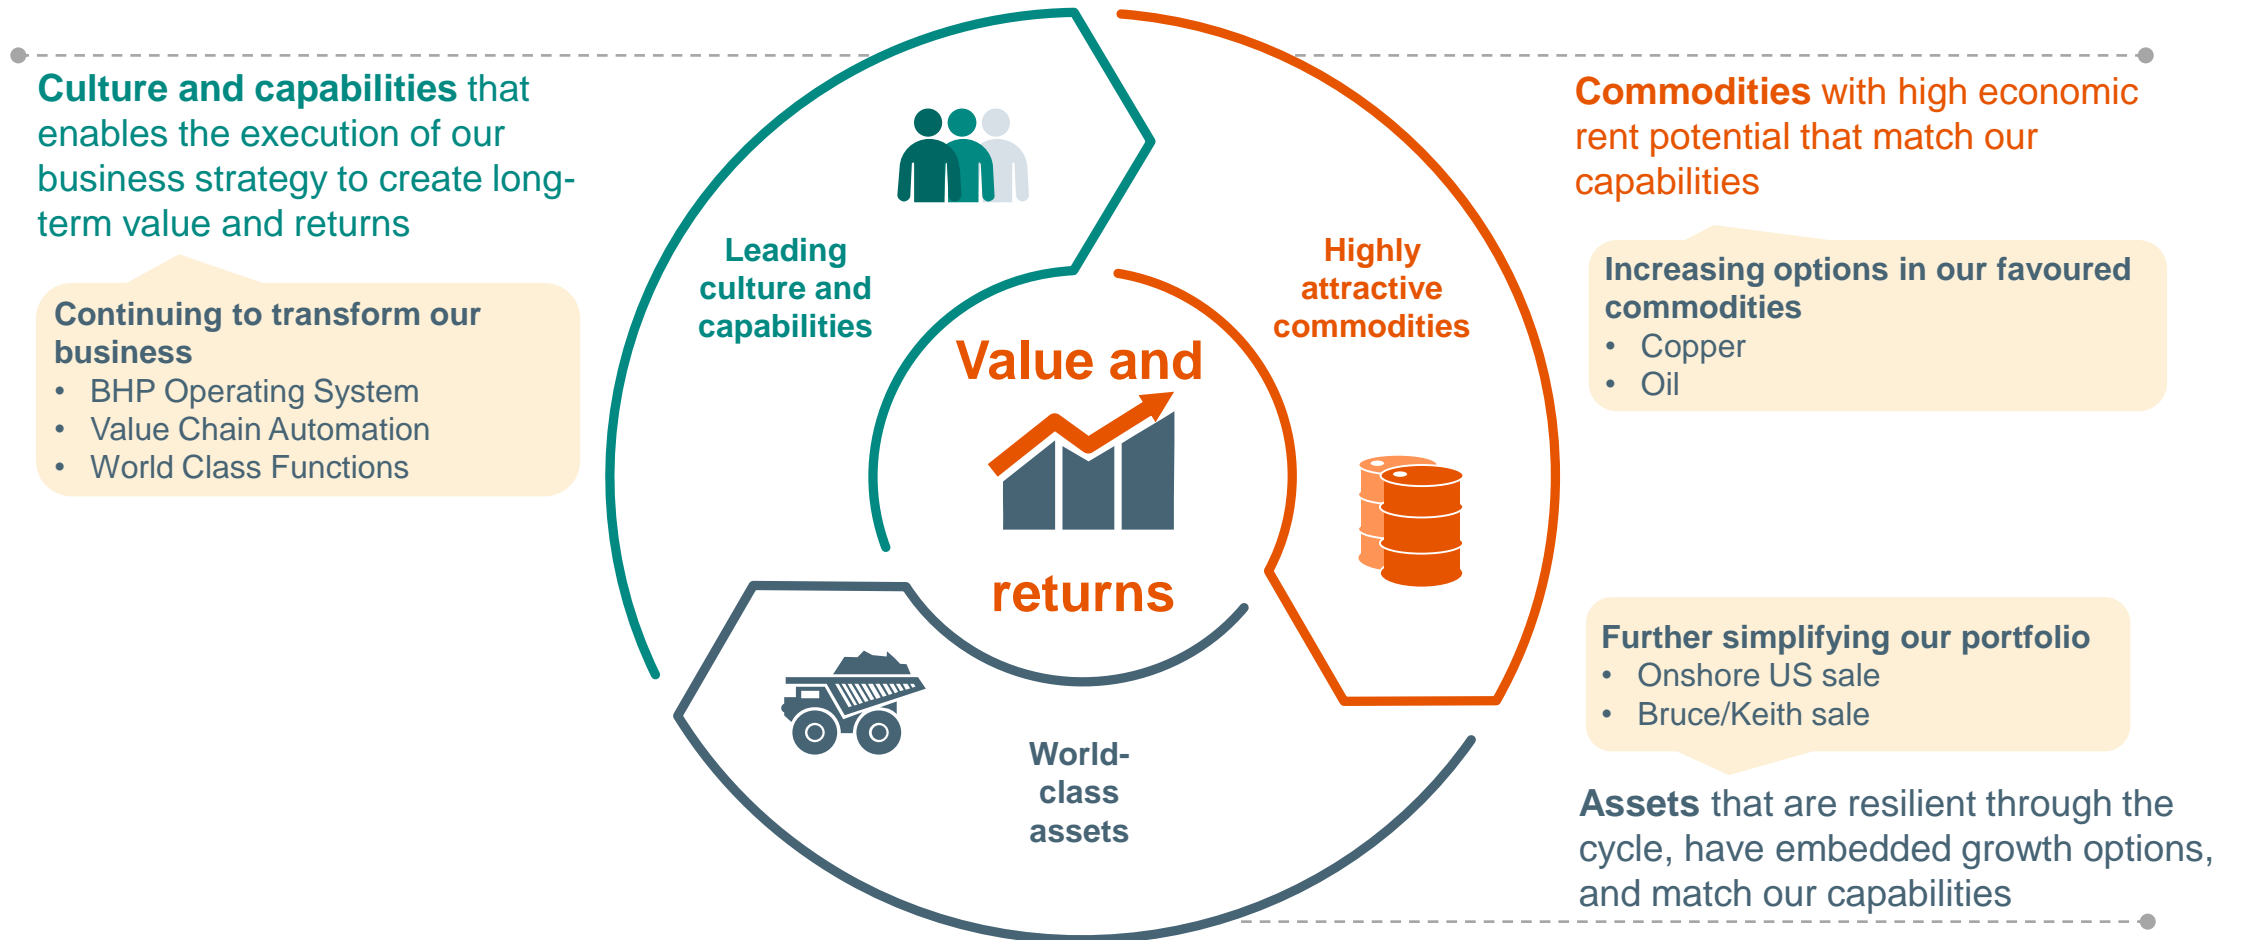 Culture and capabilities that
enables the execution of our
business strategy to create long-
term value and returns
Continuing to transform our
business
• BHP Operating System
• Value Chain Automation
• World Class Functions
Leading
culture and
capabilities
Highly
attractive
commodities
Value and
returns
World-
class
assets
Commodities with high economic
rent potential that match our
capabilities
Increasing options in our favoured
commodities
• Copper
• Oil
Further simplifying our portfolio
• Onshore US sale
• Bruce/Keith sale
Assets that are resilient through the
cycle, have embedded growth options,
and match our capabilities